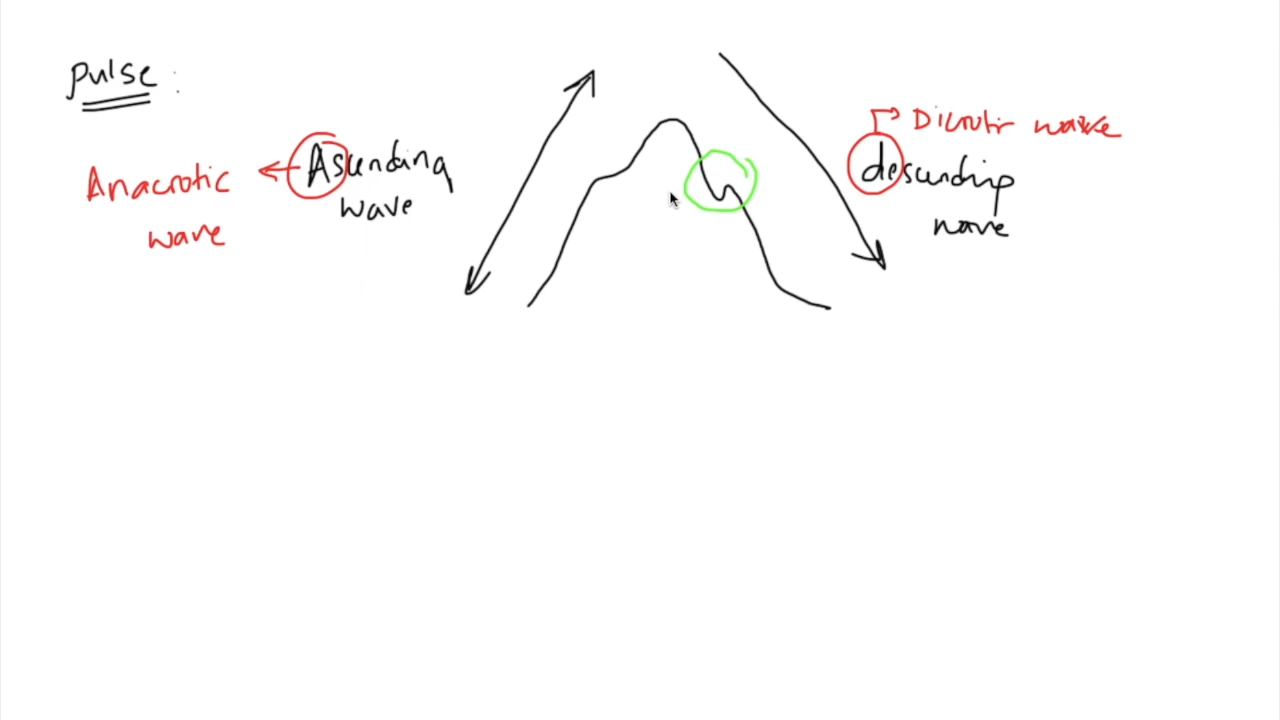 Pulse :
Anacrotic
wave
Ascending
wave
Dicrotic wave
descending
wave